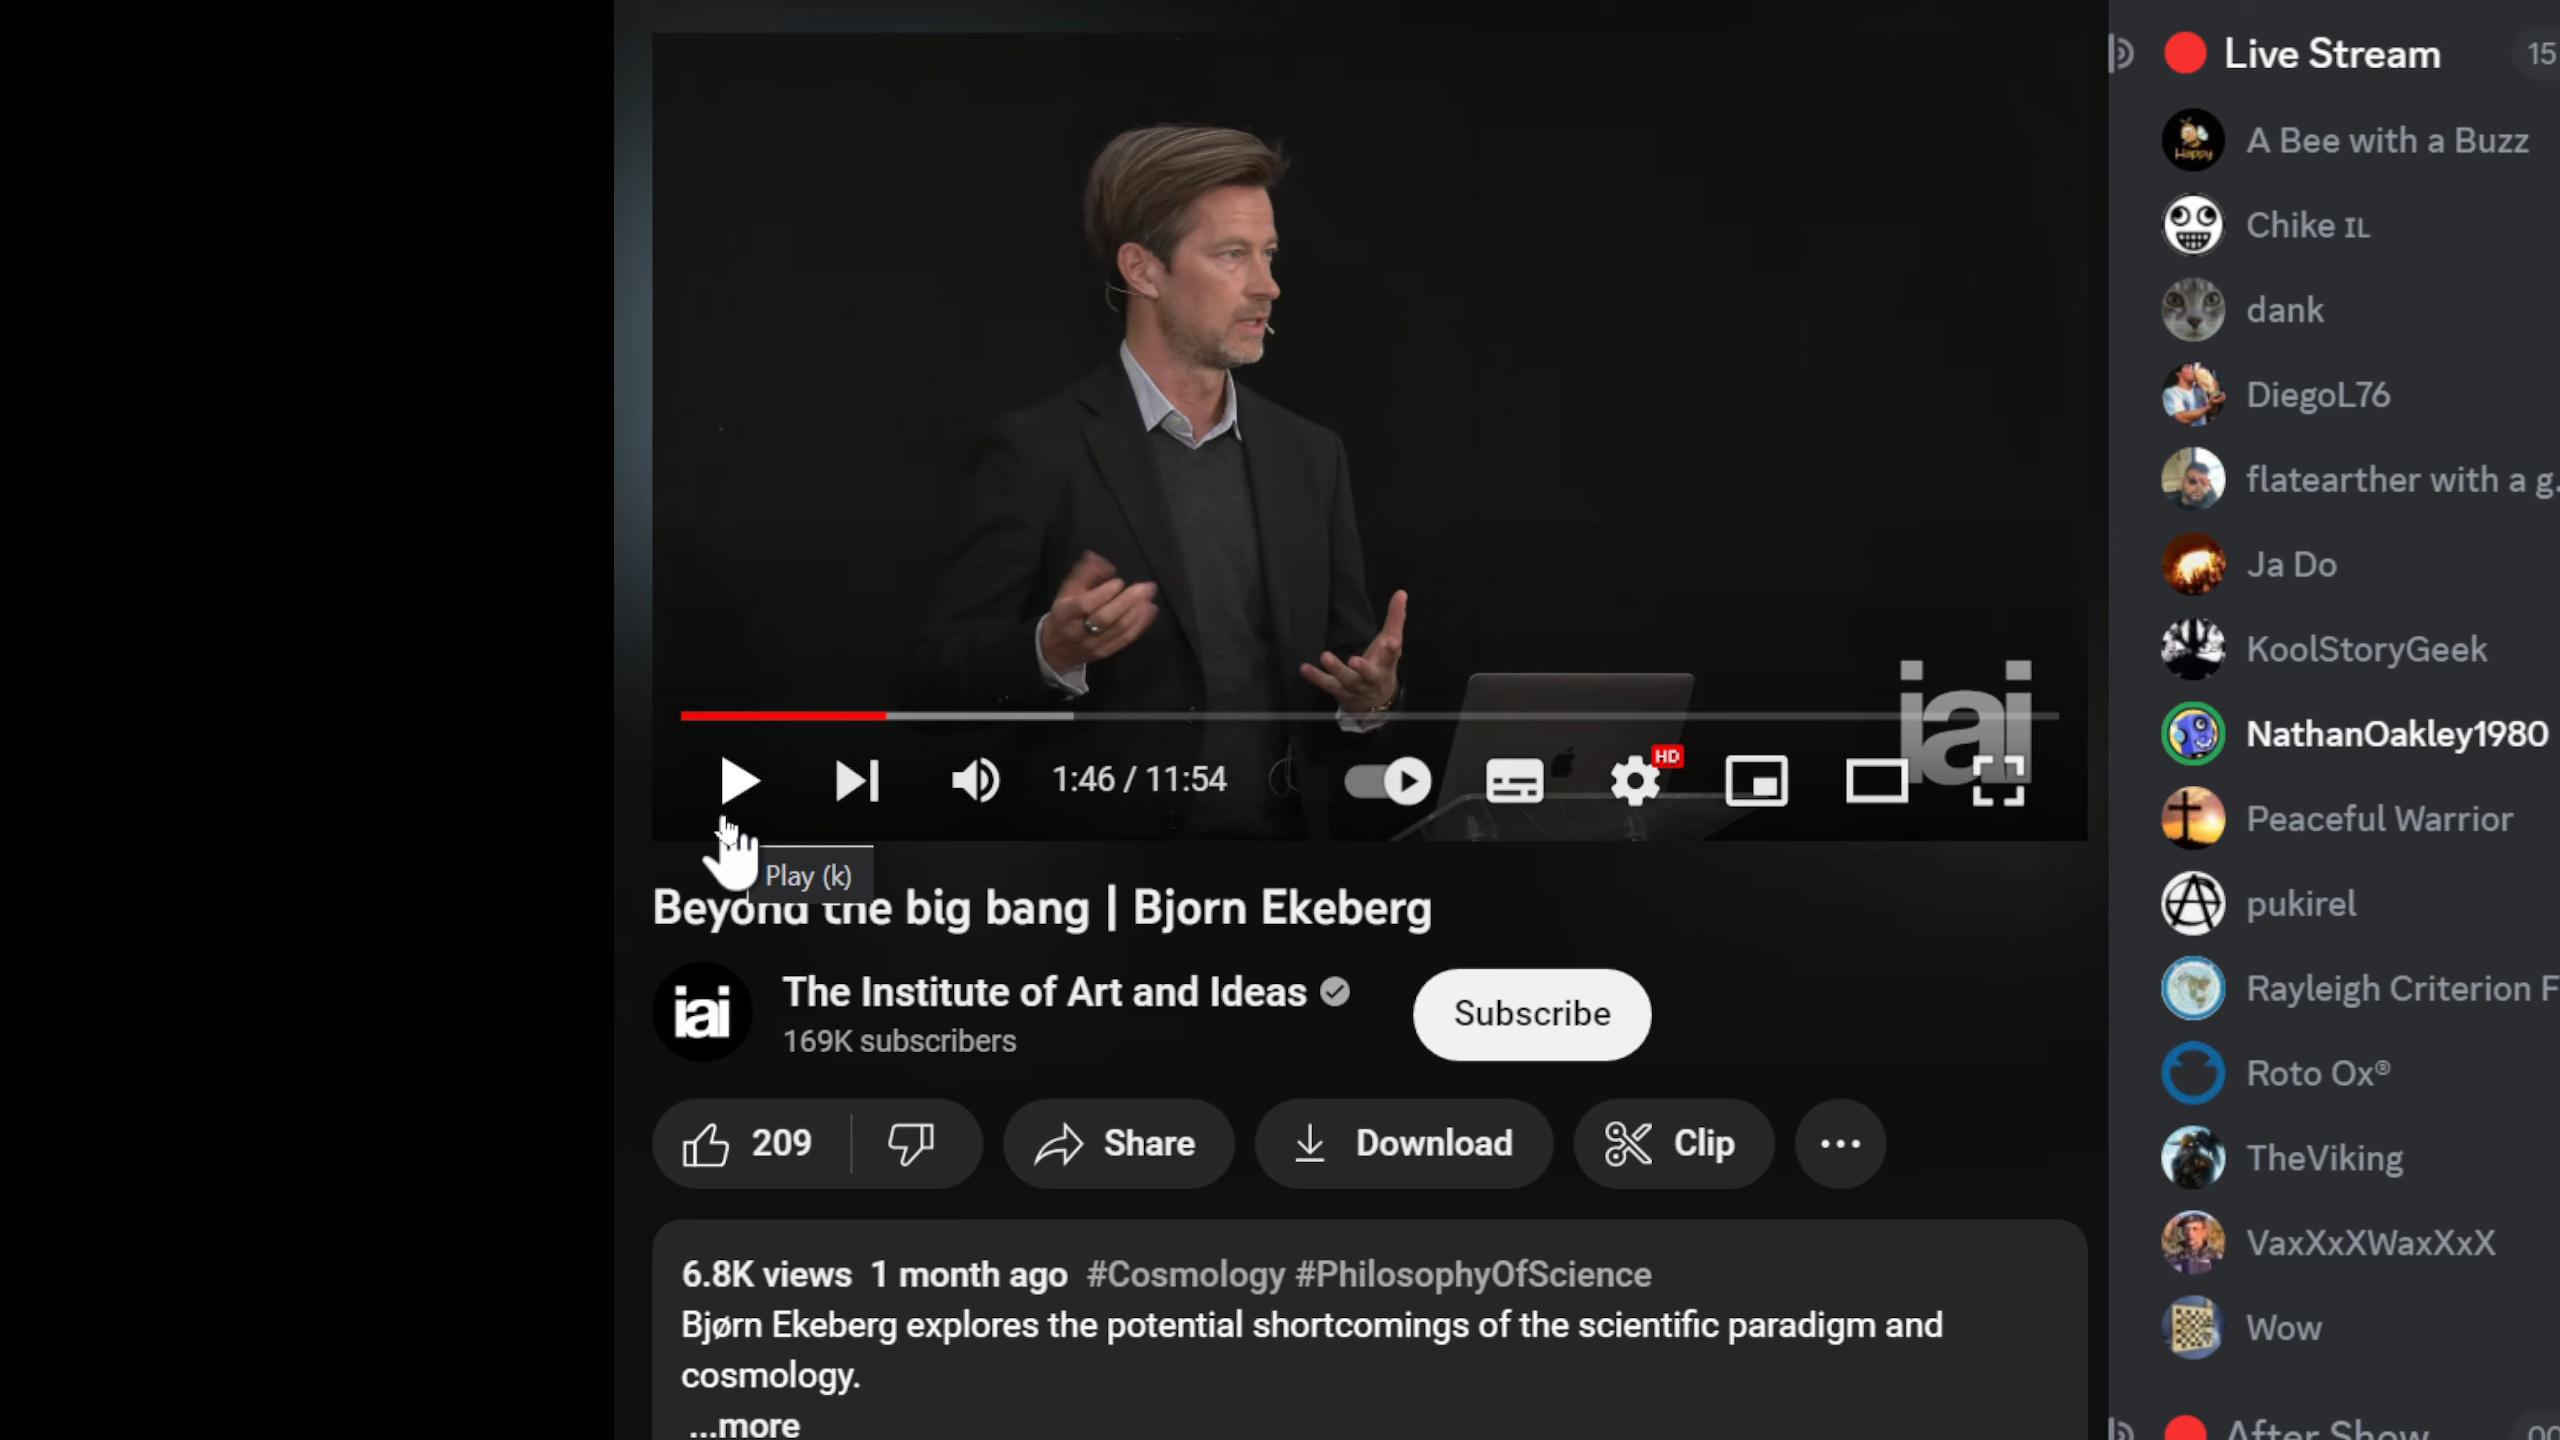 iai
HD
1:46 / 11:54
Play (k)
Beyond the big bang | Bjorn Ekeberg
iai
The Institute of Art and Ideas
169K subscribers
Subscribe
209
Share
Download
Clip
6.8K views 1 month ago #Cosmology #PhilosophyOfScience
Bjørn Ekeberg explores the potential shortcomings of the scientific paradigm and
cosmology.
...more
Live Stream 15
A Bee with a Buzz
Happy
Chike IL
dank
DiegoL76
flatearther with a g.
Ja Do
KoolStoryGeek
NathanOakley1980
Peaceful Warrior
pukirel
Rayleigh Criterion F
Roto Ox®
TheViking
VaxXxXWaxXxX
Wow
After Show 00